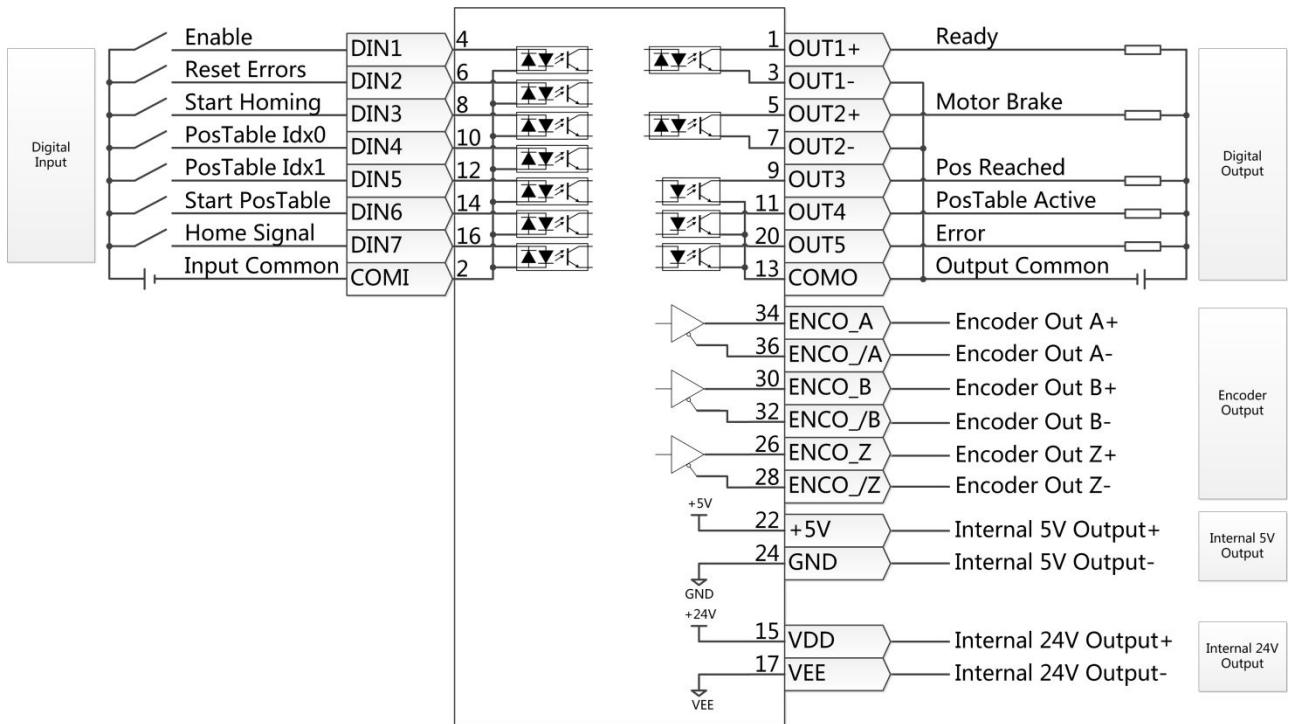 Digital
Input
Enable
DIN1
4
Reset Errors
DIN2
6
Start Homing
DIN3
8
PosTable Idx0
DIN4
10
PosTable Idx1
DIN5
12
Start PosTable
DIN6
14
Home Signal
DIN7
16
Input Common
COMI
2
1
OUT1+
Ready
3
OUT1-
5
OUT2+
Motor Brake
7
OUT2-
9
OUT3
Pos Reached
11
OUT4
PosTable Active
20
OUT5
Error
13
COMO
Output Common
Digital
Output
34
ENCO_A
Encoder Out A+
36
ENCO_/A
Encoder Out A-
30
ENCO_B
Encoder Out B+
32
ENCO_/B
Encoder Out B-
26
ENCO_Z
Encoder Out Z+
28
ENCO_/Z
Encoder Out Z-
Encoder
Output
+5V
22
+5V
Internal 5V Output+
24
GND
Internal 5V Output-
GND
Internal 5V
Output
+24V
15
VDD
Internal 24V Output+
17
VEE
Internal 24V Output-
VEE
Internal 24V
Output